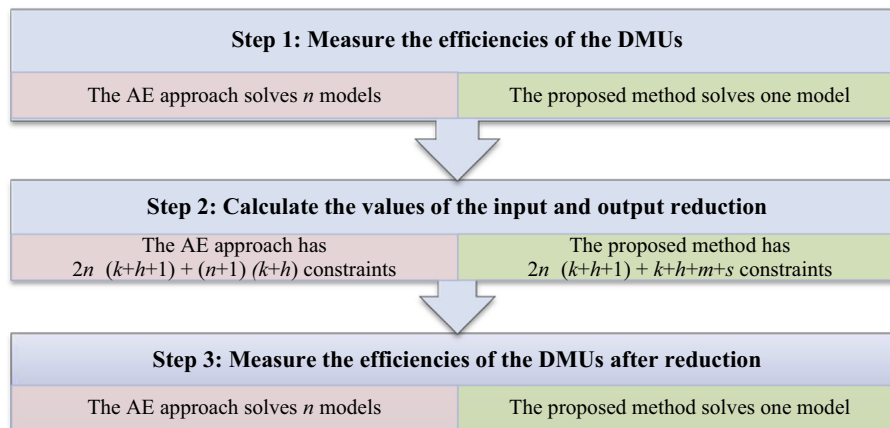 Step 1: Measure the efficiencies of the DMUs
The AE approach solves n models
The proposed method solves one model
Step 2: Calculate the values of the input and output reduction
The AE approach has
2n (k+h+1) + (n+1) (k+h) constraints
The proposed method has
2n (k+h+1) + k+h+m+s constraints
Step 3: Measure the efficiencies of the DMUs after reduction
The AE approach solves n models
The proposed method solves one model